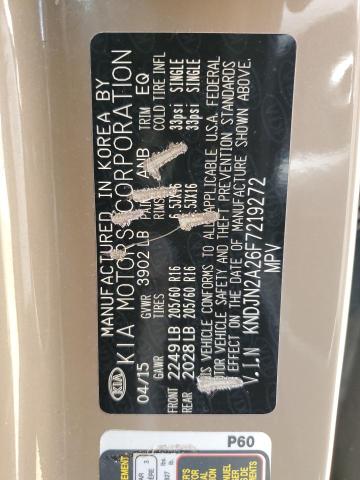 MANUFACTURED IN KOREA BY
KIA MOTORS CORPORATION
KIA
04/15 GVWR 3902 LB PAINT ANB TRIM EQ
GAWR TIRES RIMS COLD TIRE INFL
FRONT 2249 LB 205/60 R16 6.5JX16 33psi SINGLE
REAR 2028 LB 205/60 R16 6.5JX16 33psi SINGLE
THIS VEHICLE CONFORMS TO ALL APPLICABLE U.S.A. FEDERAL
MOTOR VEHICLE SAFETY AND THEFT PREVENTION STANDARDS
EFFECT ON THE DATE OF MANUFACTURE SHOWN ABOVE
V.I.N KNDJN2A26F7219272
MPV
P60